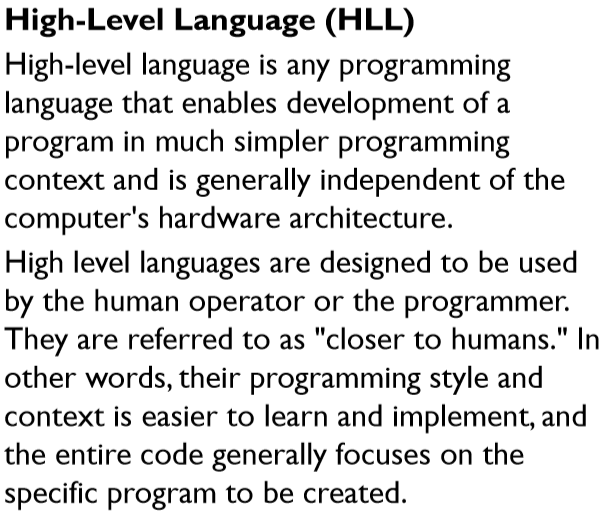 High-Level Language (HLL)
High-level language is any programming
language that enables development of a
program in much simpler programming
context and is generally independent of the
computer's hardware architecture.
High level languages are designed to be used
by the human operator or the programmer.
They are referred to as "closer to humans." In
other words, their programming style and
context is easier to learn and implement, and
the entire code generally focuses on the
specific program to be created.